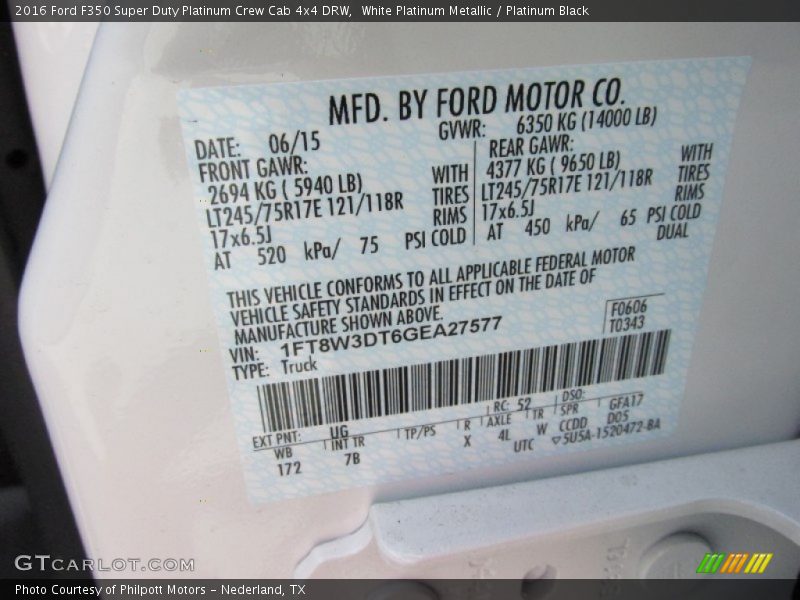 2016 Ford F350 Super Duty Platinum Crew Cab 4x4 DRW,  White Platinum Metallic / Platinum Black
MFD. BY FORD MOTOR CO.
DATE: 06/15 GVWR: 6350 KG (14000 LB)
FRONT GAWR: REAR GAWR:
2694 KG ( 5940 LB) WITH 4377 KG ( 9650 LB) WITH
LT245/75R17E 121/118R TIRES LT245/75R17E 121/118R TIRES
17x6.5J RIMS 17x6.5J RIMS
AT 520 kPa/ 75 PSI COLD AT 450 kPa/ 65 PSI COLD
DUAL
THIS VEHICLE CONFORMS TO ALL APPLICABLE FEDERAL MOTOR
VEHICLE SAFETY STANDARDS IN EFFECT ON THE DATE OF
MANUFACTURE SHOWN ABOVE.
VIN: 1FT8W3DT6GEA27577 F0606
TYPE: Truck T0343
EXT PNT: UG RC: 52 DSO:
WB INT TR TP/PS R AXLE TR SPR GFA17
172 7B X 4L W CCDD D05
UTC ▽5U5A-1520472-BA
GTCARLOT.COM
Photo Courtesy of Philpott Motors - Nederland, TX